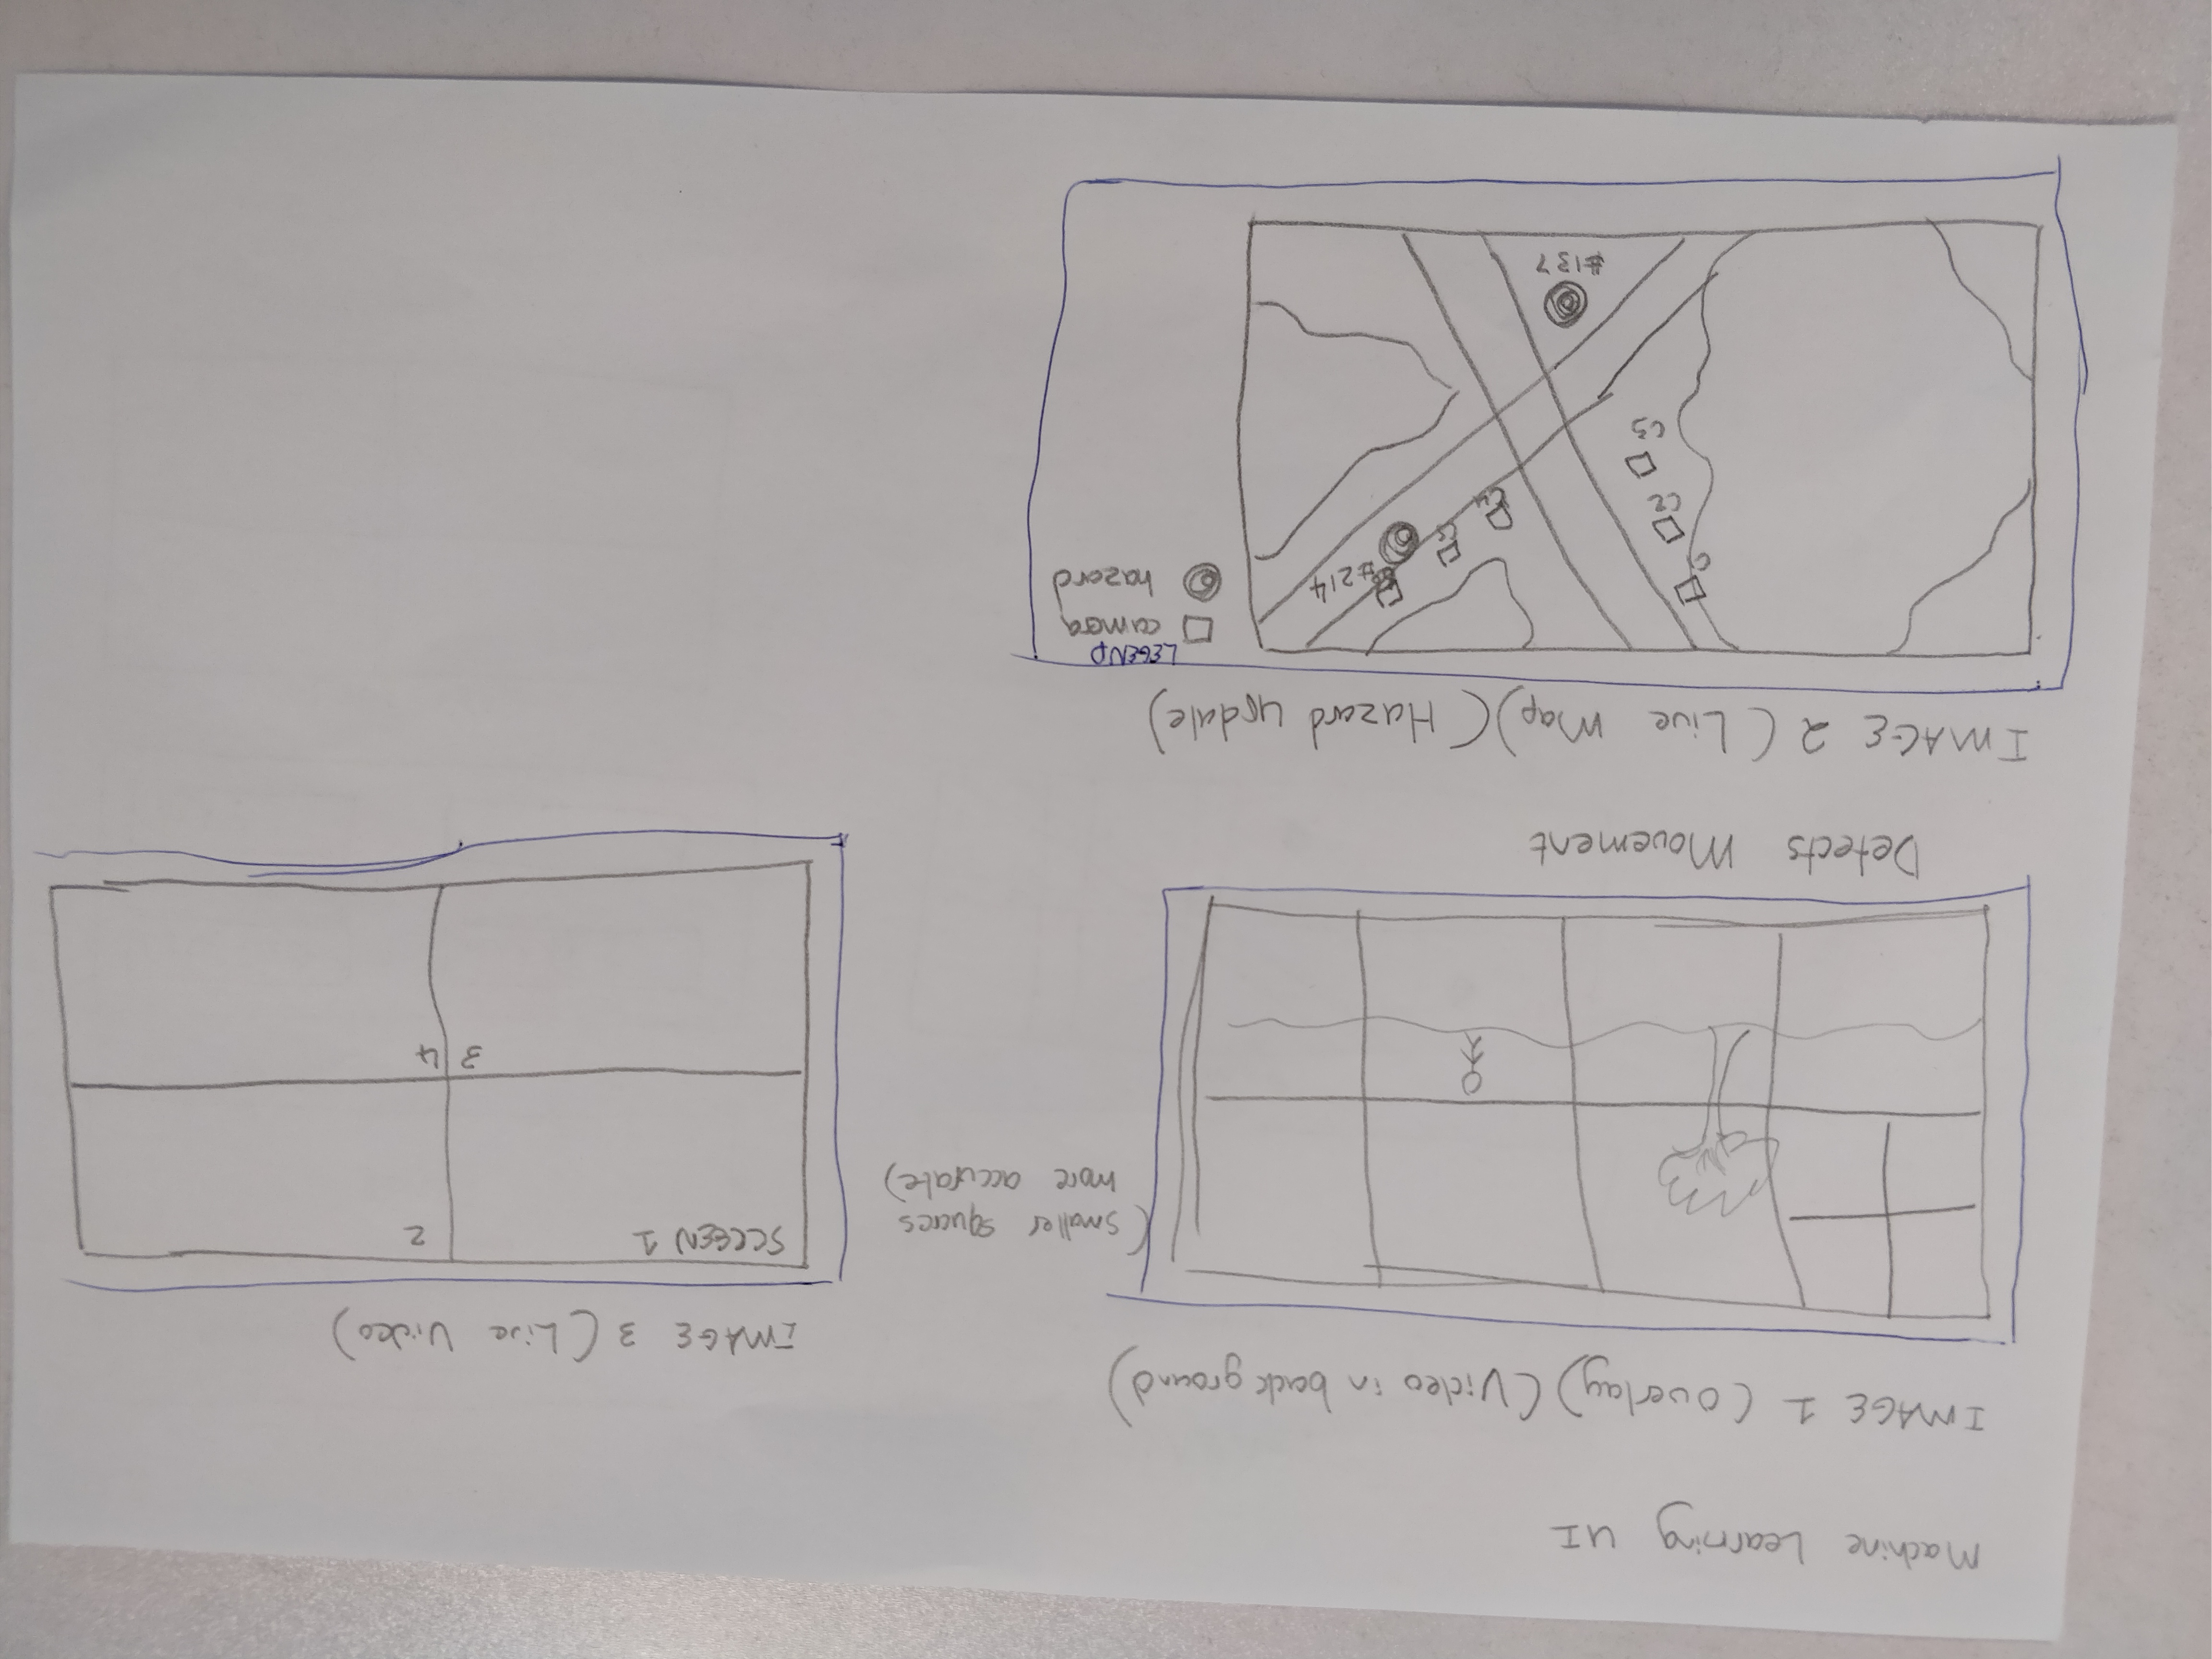 Machine Learning UI
IMAGE 1 (Overlay) (Video in background)
(smaller squares
more accurate)
Detects Movement
IMAGE 2 (Live Map) (Hazard update)
LEGEND
camera
hazard
#214
C2
C3
C4
#137
IMAGE 3 (Live Video)
SCREEN 1
2
3
4